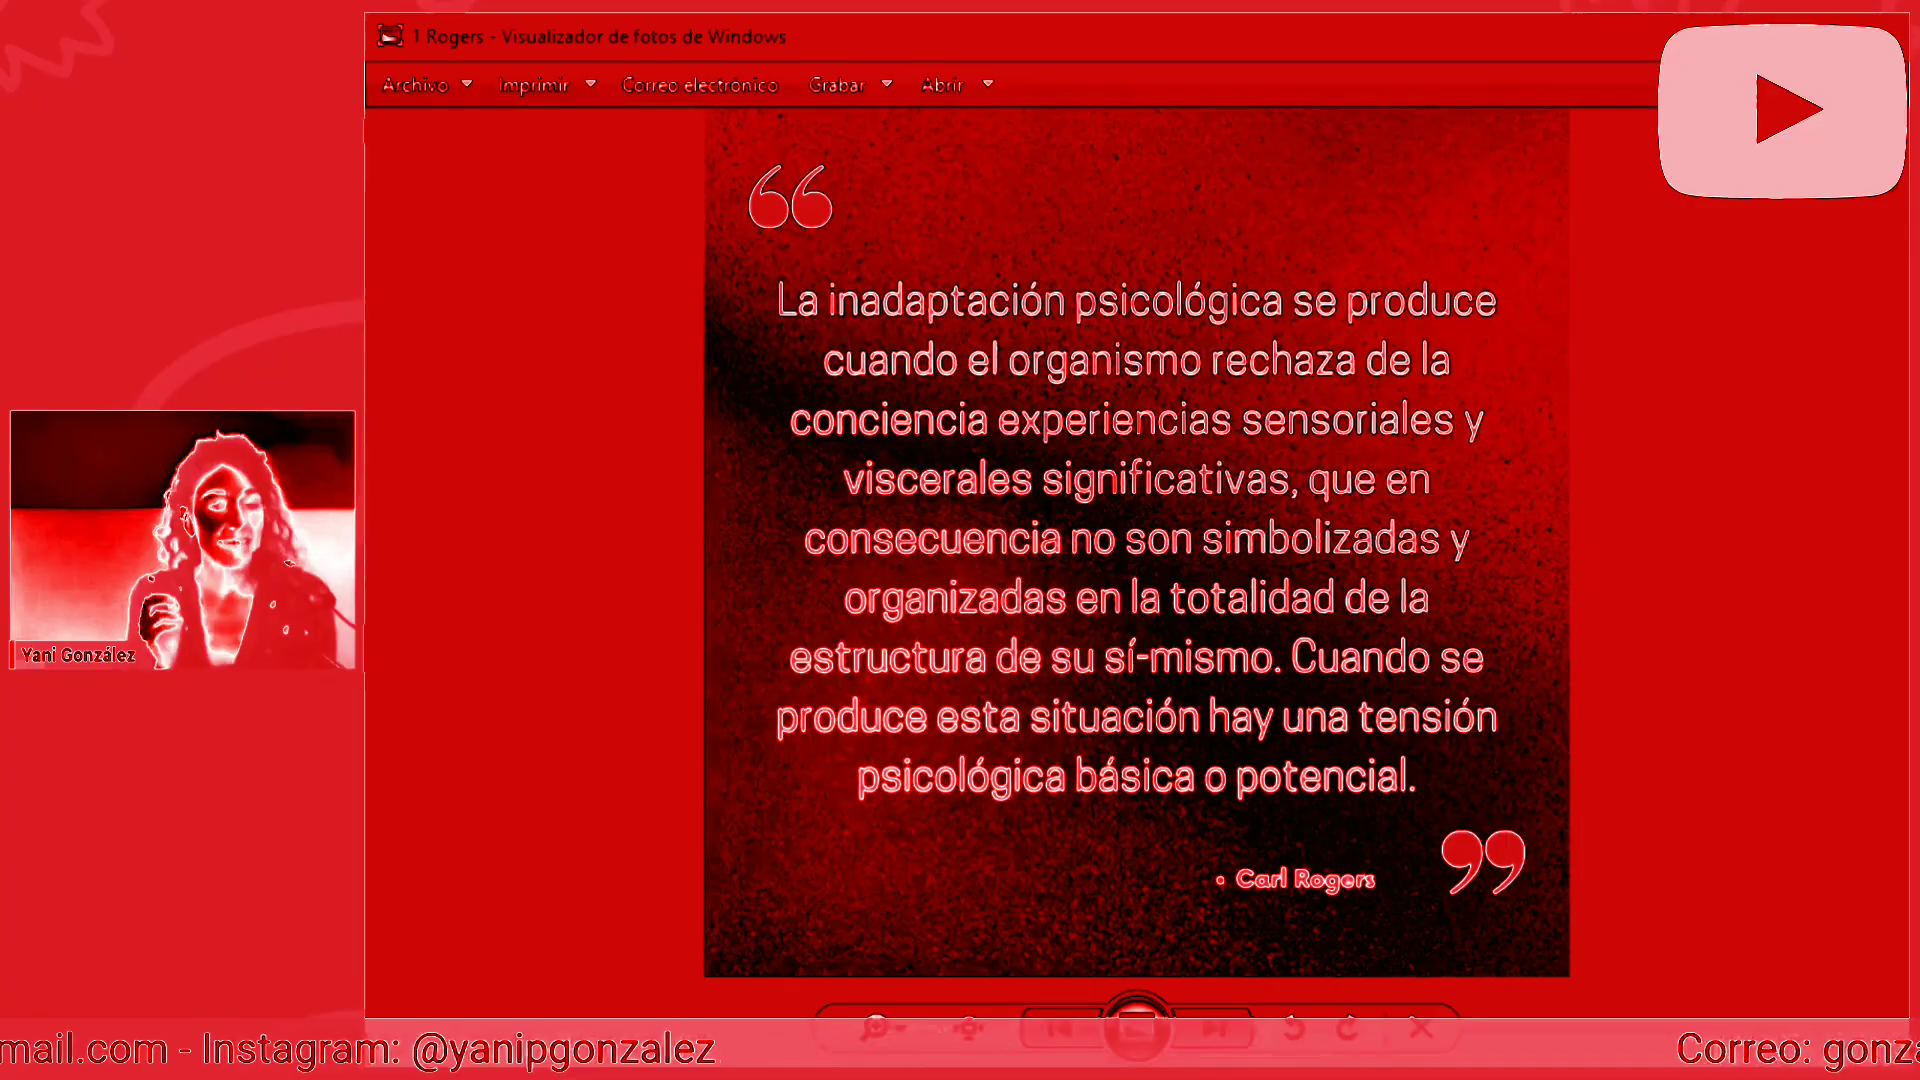 1 Rogers - Visualizador de fotos de Windows
Archivo Imprimir Correo electrónico Grabar Abrir
La inadaptación psicológica se produce
cuando el organismo rechaza de la
conciencia experiencias sensoriales y
viscerales significativas, que en
consecuencia no son simbolizadas y
organizadas en la totalidad de la
estructura de su sí-mismo. Cuando se
produce esta situación hay una tensión
psicológica básica o potencial.
• Carl Rogers
Yani González
mail.com - Instagram: @yanipgonzalez
Correo: gonza